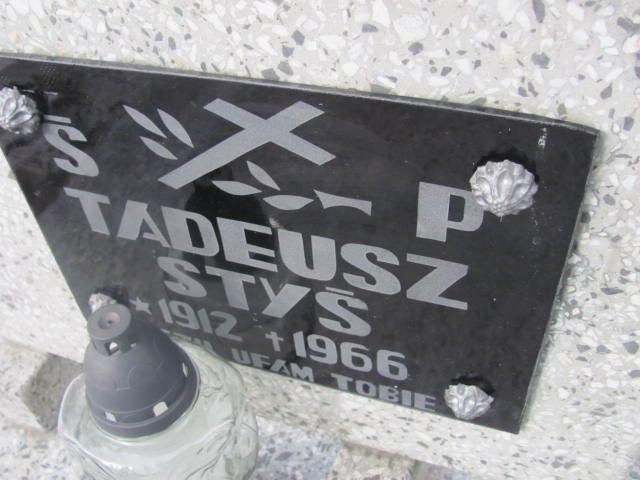 Ś P
TADEUSZ
STYŚ
* 1912 † 1966
UFAM TOBIE